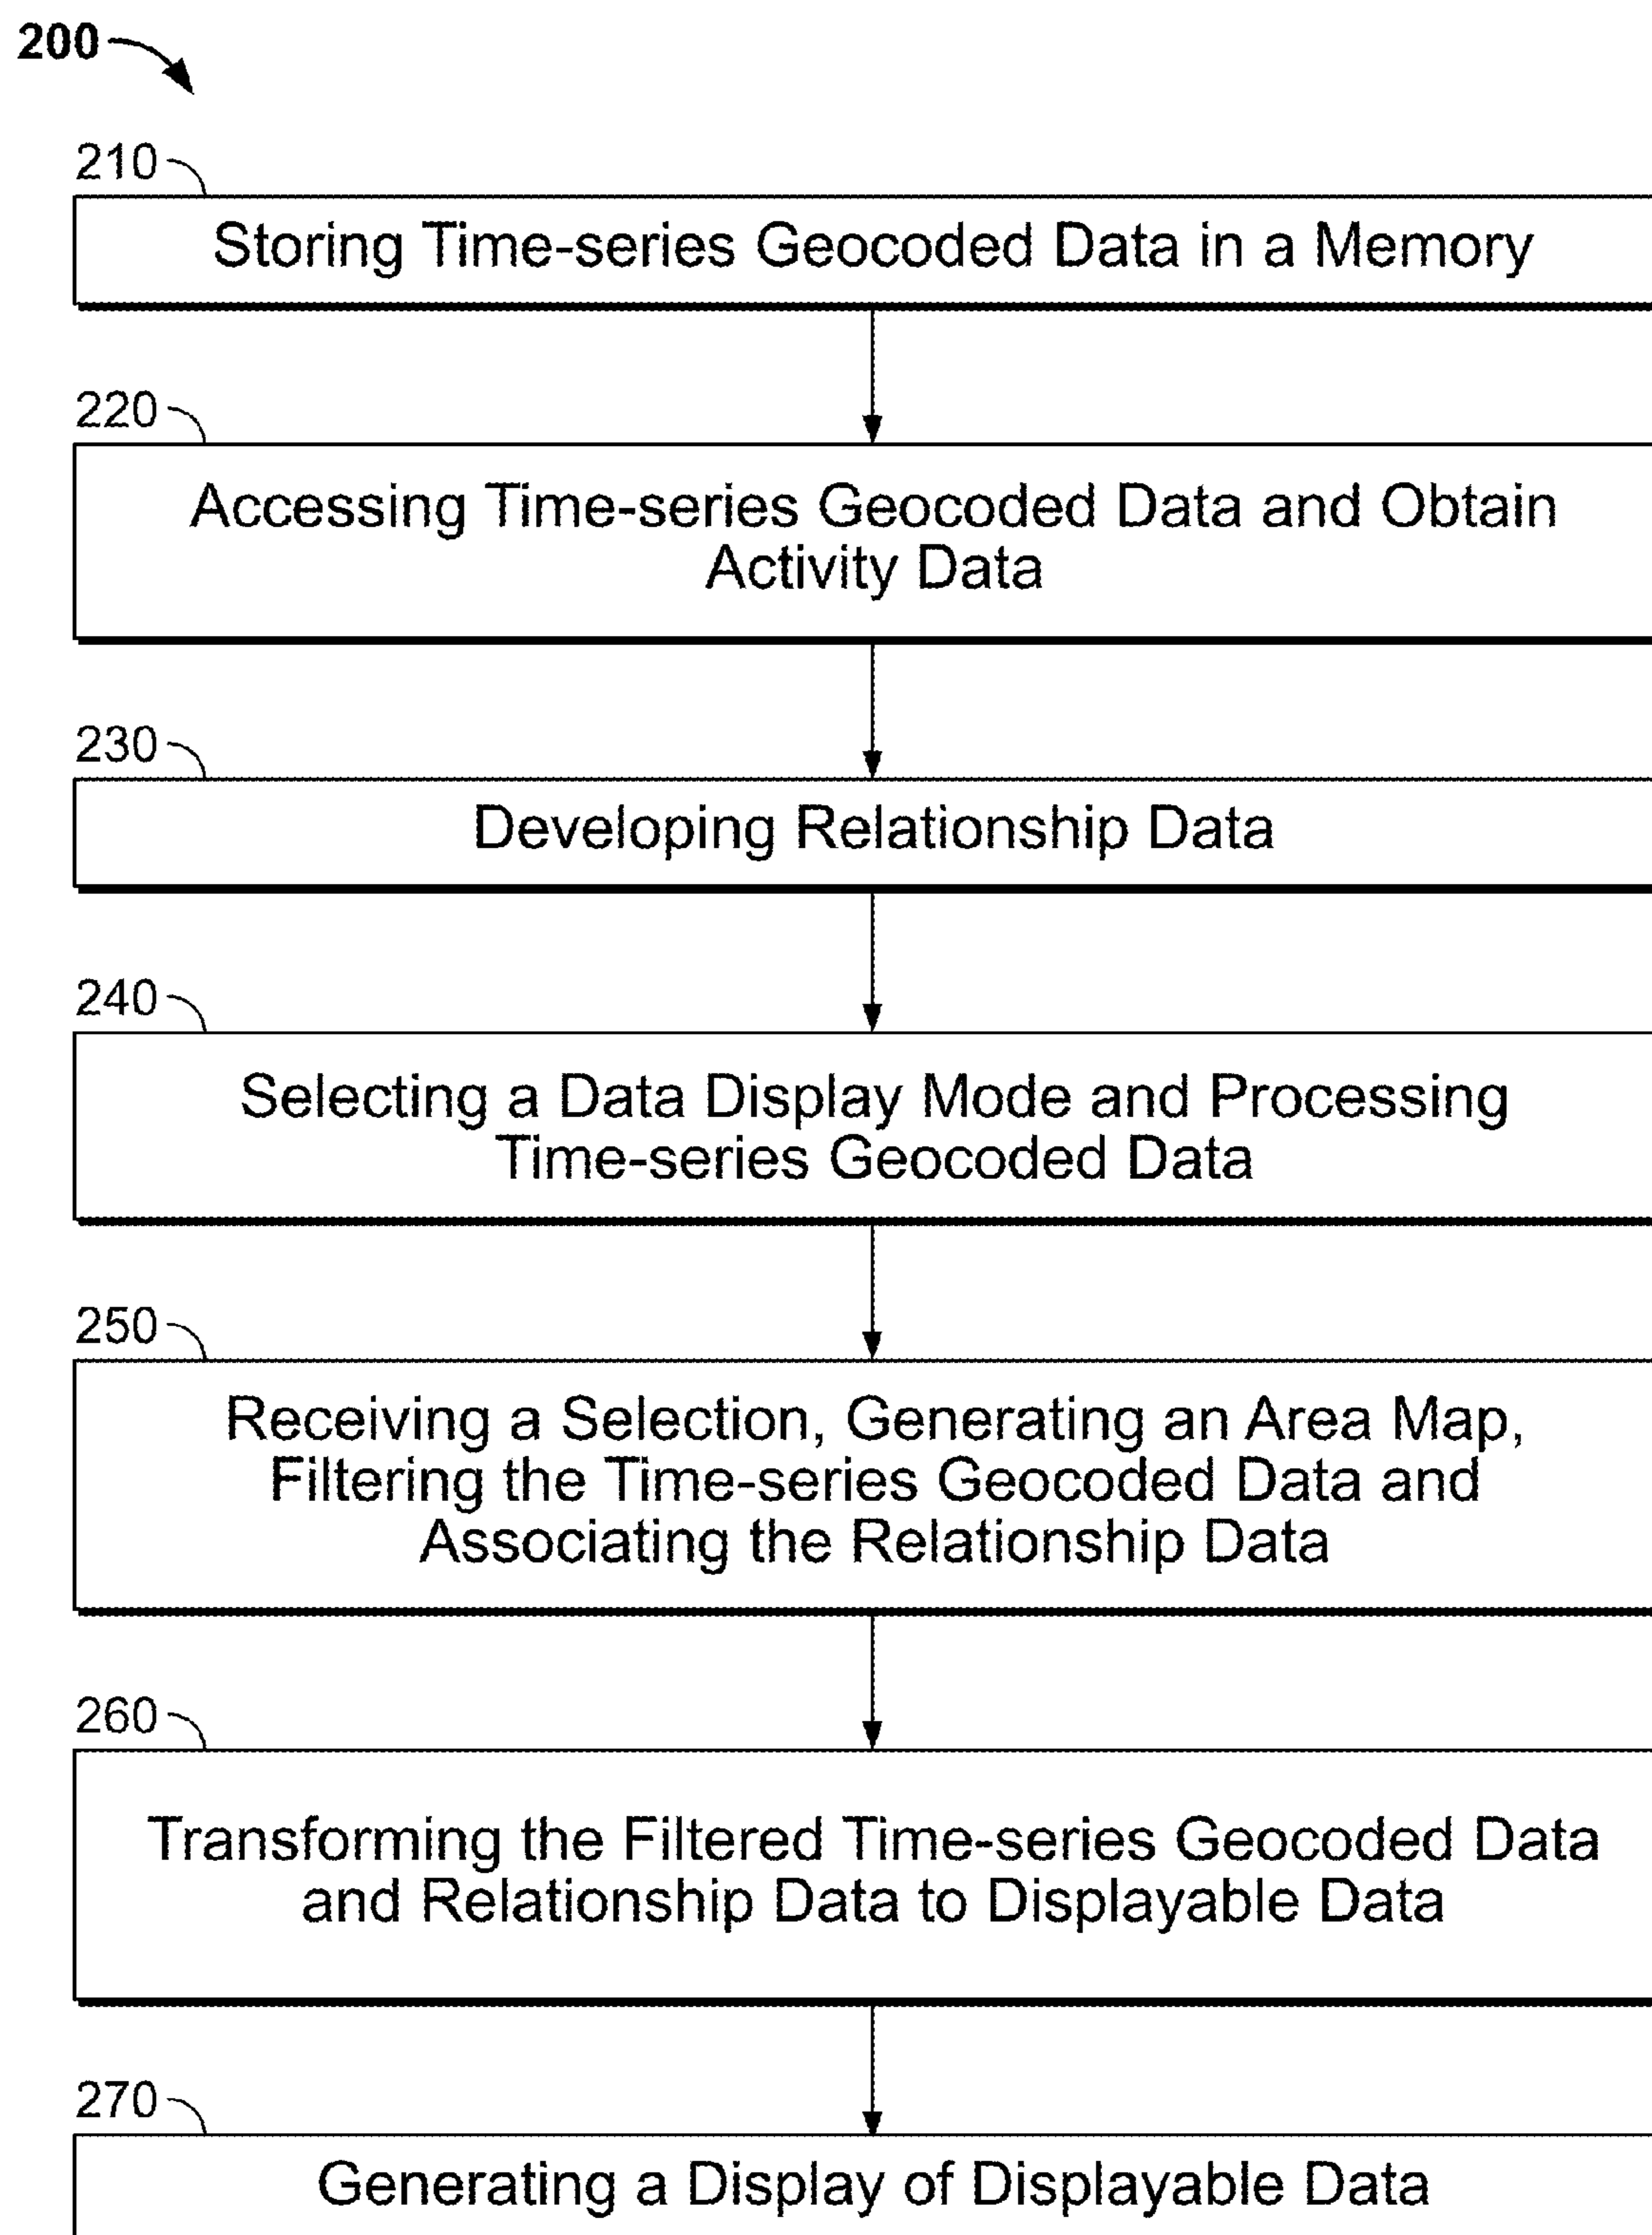 200
210
Storing Time-series Geocoded Data in a Memory
220
Accessing Time-series Geocoded Data and Obtain
Activity Data
230
Developing Relationship Data
240
Selecting a Data Display Mode and Processing
Time-series Geocoded Data
250
Receiving a Selection, Generating an Area Map,
Filtering the Time-series Geocoded Data and
Associating the Relationship Data
260
Transforming the Filtered Time-series Geocoded Data
and Relationship Data to Displayable Data
270
Generating a Display of Displayable Data